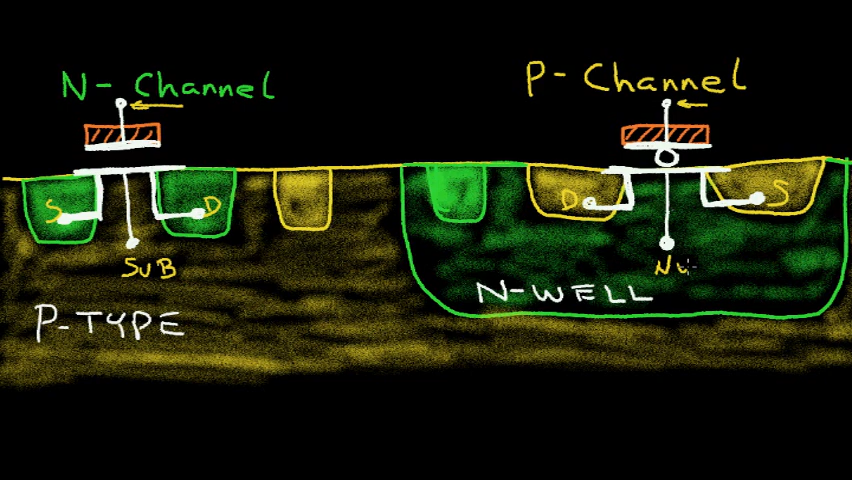 N- Channel
P- Channel
S
D
D
S
SUB
N-WELL
P-TYPE